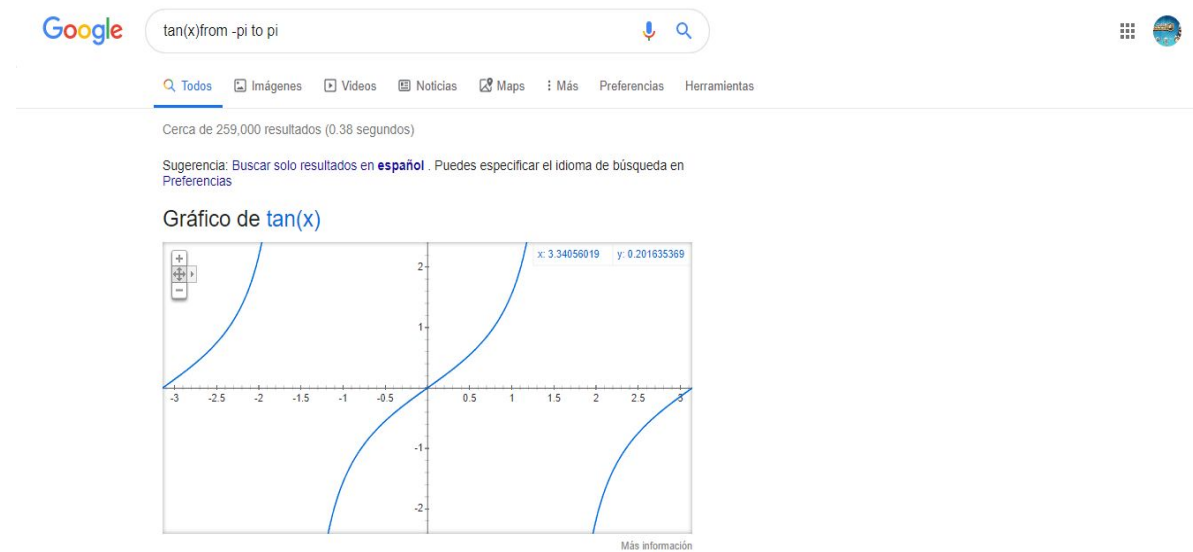 Google
tan(x)from -pi to pi
Todos Imágenes Videos Noticias Maps Más Preferencias Herramientas
Cerca de 259,000 resultados (0.38 segundos)
Sugerencia: Buscar solo resultados en español . Puedes especificar el idioma de búsqueda en
Preferencias
Gráfico de tan(x)
x: 3.34056019 y: 0.201635369
2
1
-3 -2.5 -2 -1.5 -1 -0.5 0.5 1 1.5 2 2.5 3
-1
-2
Más información